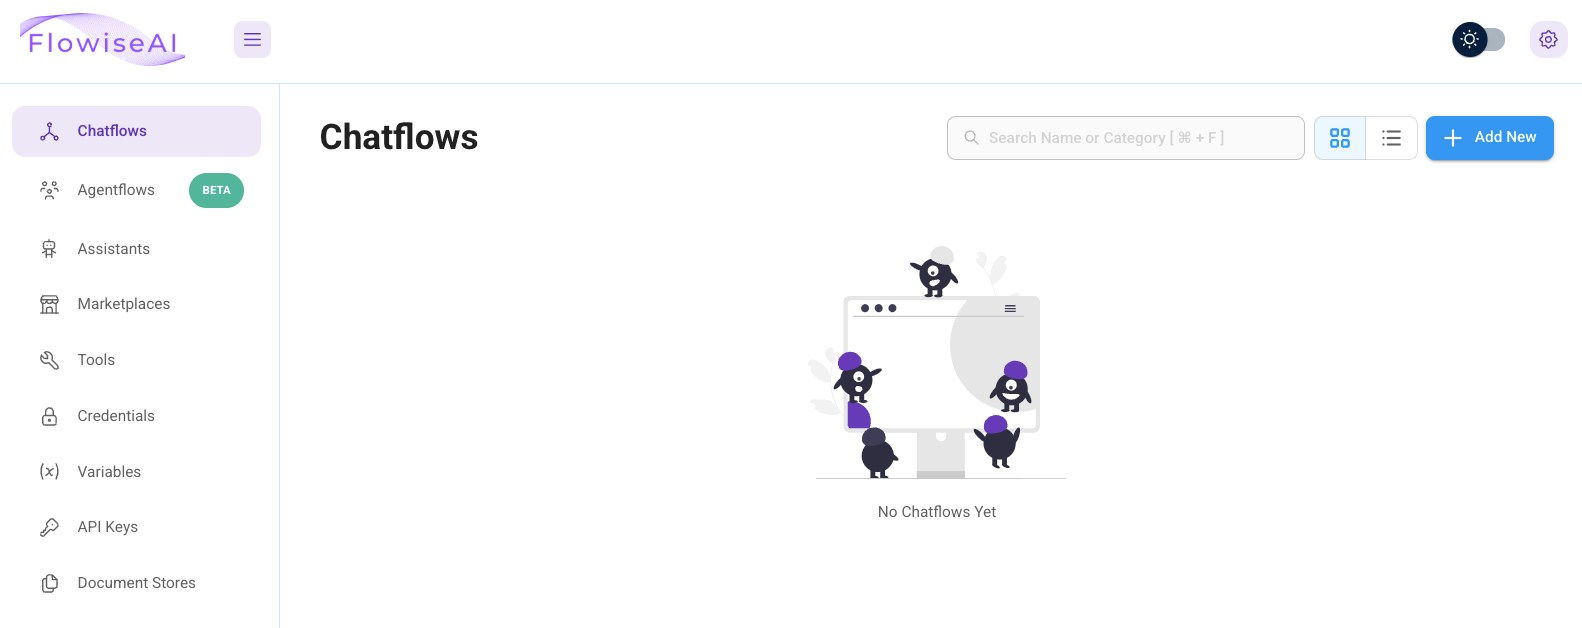 FlowiseAI
Chatflows
Agentflows BETA
Assistants
Marketplaces
Tools
Credentials
Variables
API Keys
Document Stores
Chatflows
Search Name or Category [ ⌘ + F ]
Add New
No Chatflows Yet